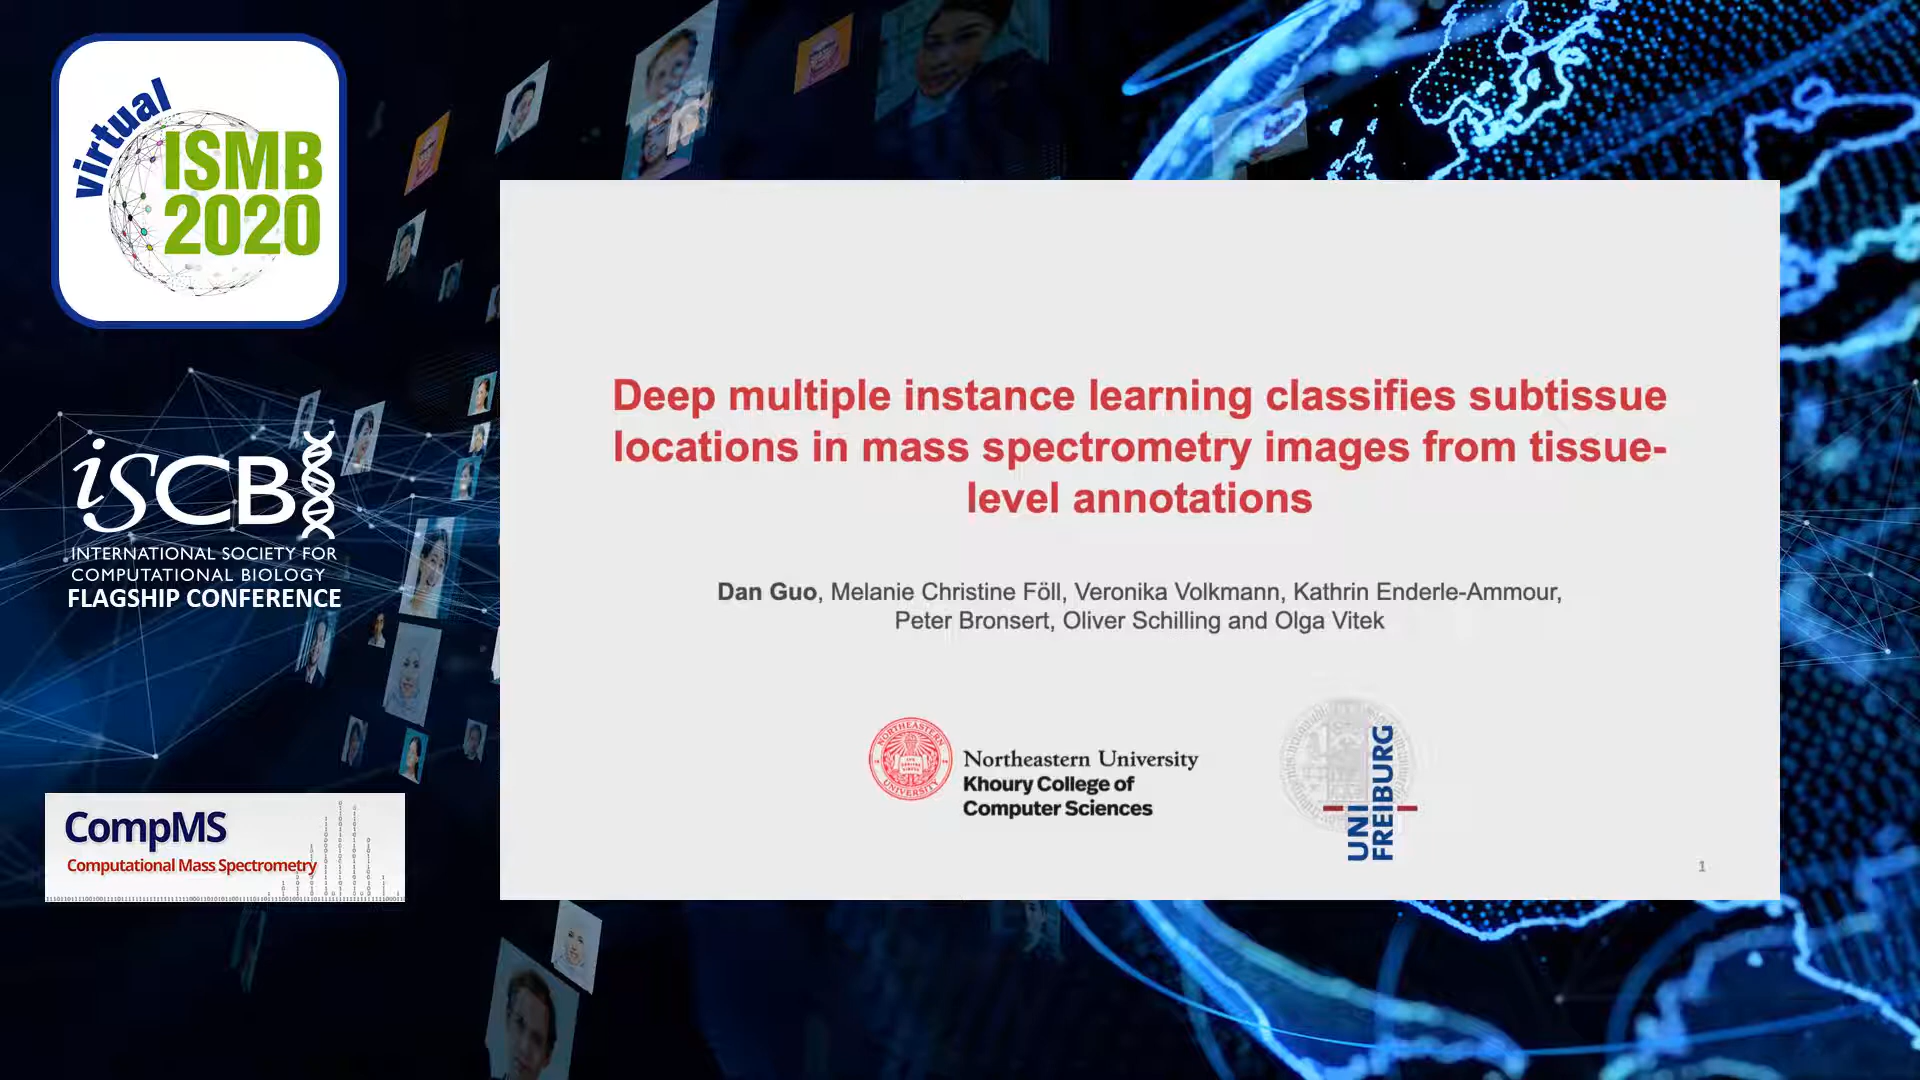 virtual
ISMB
2020
iSCB
INTERNATIONAL SOCIETY FOR
COMPUTATIONAL BIOLOGY
FLAGSHIP CONFERENCE
CompMS
Computational Mass Spectrometry
Deep multiple instance learning classifies subtissue
locations in mass spectrometry images from tissue-
level annotations
Dan Guo, Melanie Christine Föll, Veronika Volkmann, Kathrin Enderle-Ammour,
Peter Bronsert, Oliver Schilling and Olga Vitek
NORTHEASTERN
UNIVERSITY
Northeastern University
Khoury College of
Computer Sciences
UNI
FREIBURG
1